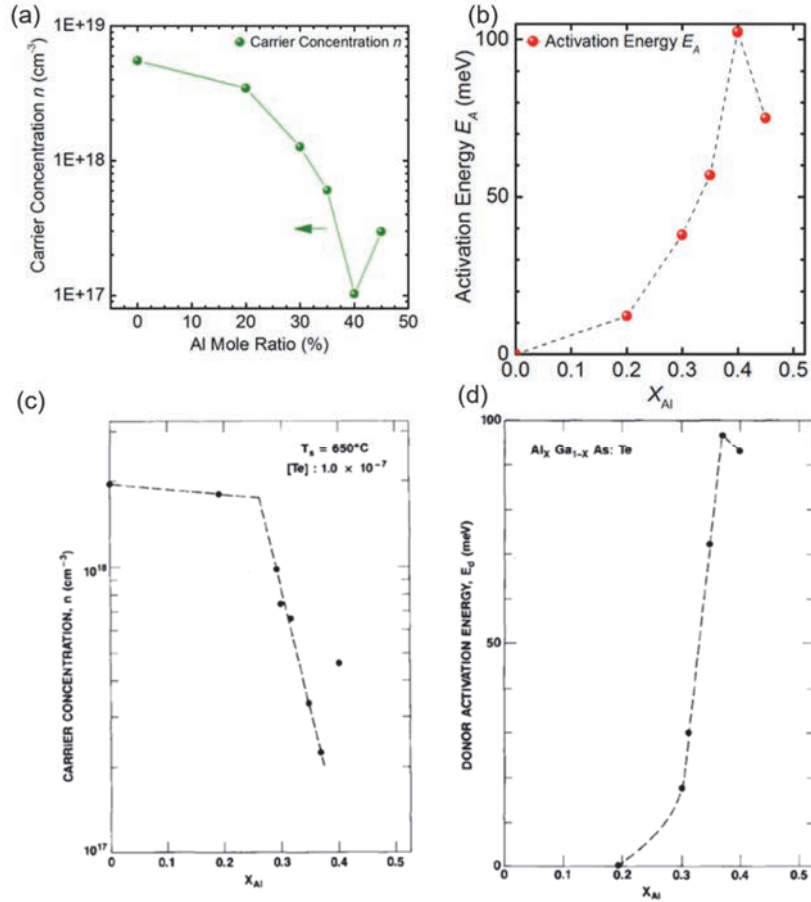 (a)
Carrier Concentration n
1E+19
1E+18
1E+17
Carrier Concentration n (cm⁻³)
0 10 20 30 40 50
Al Mole Ratio (%)
(b)
Activation Energy E_A
100
50
0
Activation Energy E_A (meV)
0.0 0.1 0.2 0.3 0.4 0.5
X_Al
(c)
T_s = 650°C
[Te] : 1.0 × 10⁻⁷
10¹⁸
10¹⁷
CARRIER CONCENTRATION, n (cm⁻³)
0 0.1 0.2 0.3 0.4 0.5
X_Al
(d)
Al_X Ga_1-X As: Te
100
50
0
DONOR ACTIVATION ENERGY, E_d (meV)
0 0.1 0.2 0.3 0.4 0.5
X_Al